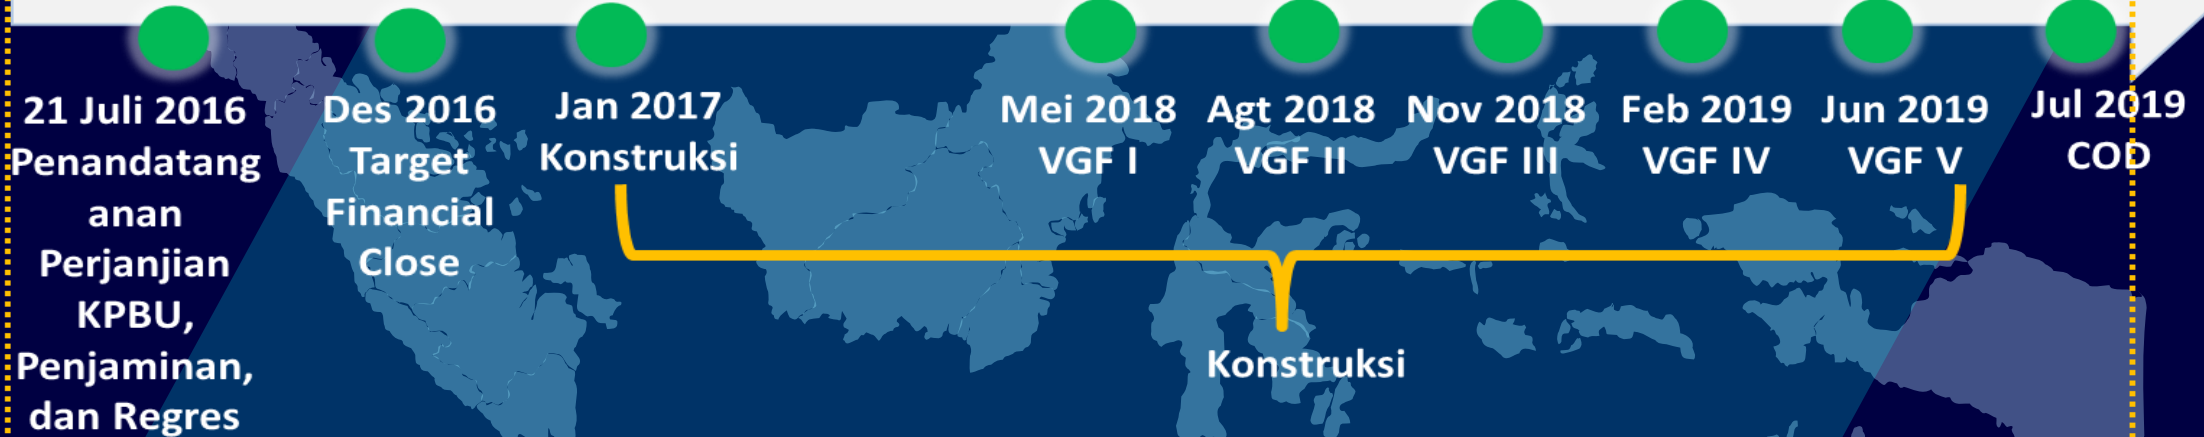 21 Juli 2016
Penandatang
anan
Perjanjian
KPBU,
Penjaminan,
dan Regres
Des 2016
Target
Financial
Close
Jan 2017
Konstruksi
Mei 2018
VGF I
Agt 2018
VGF II
Nov 2018
VGF III
Feb 2019
VGF IV
Jun 2019
VGF V
Jul 2019
COD
Konstruksi